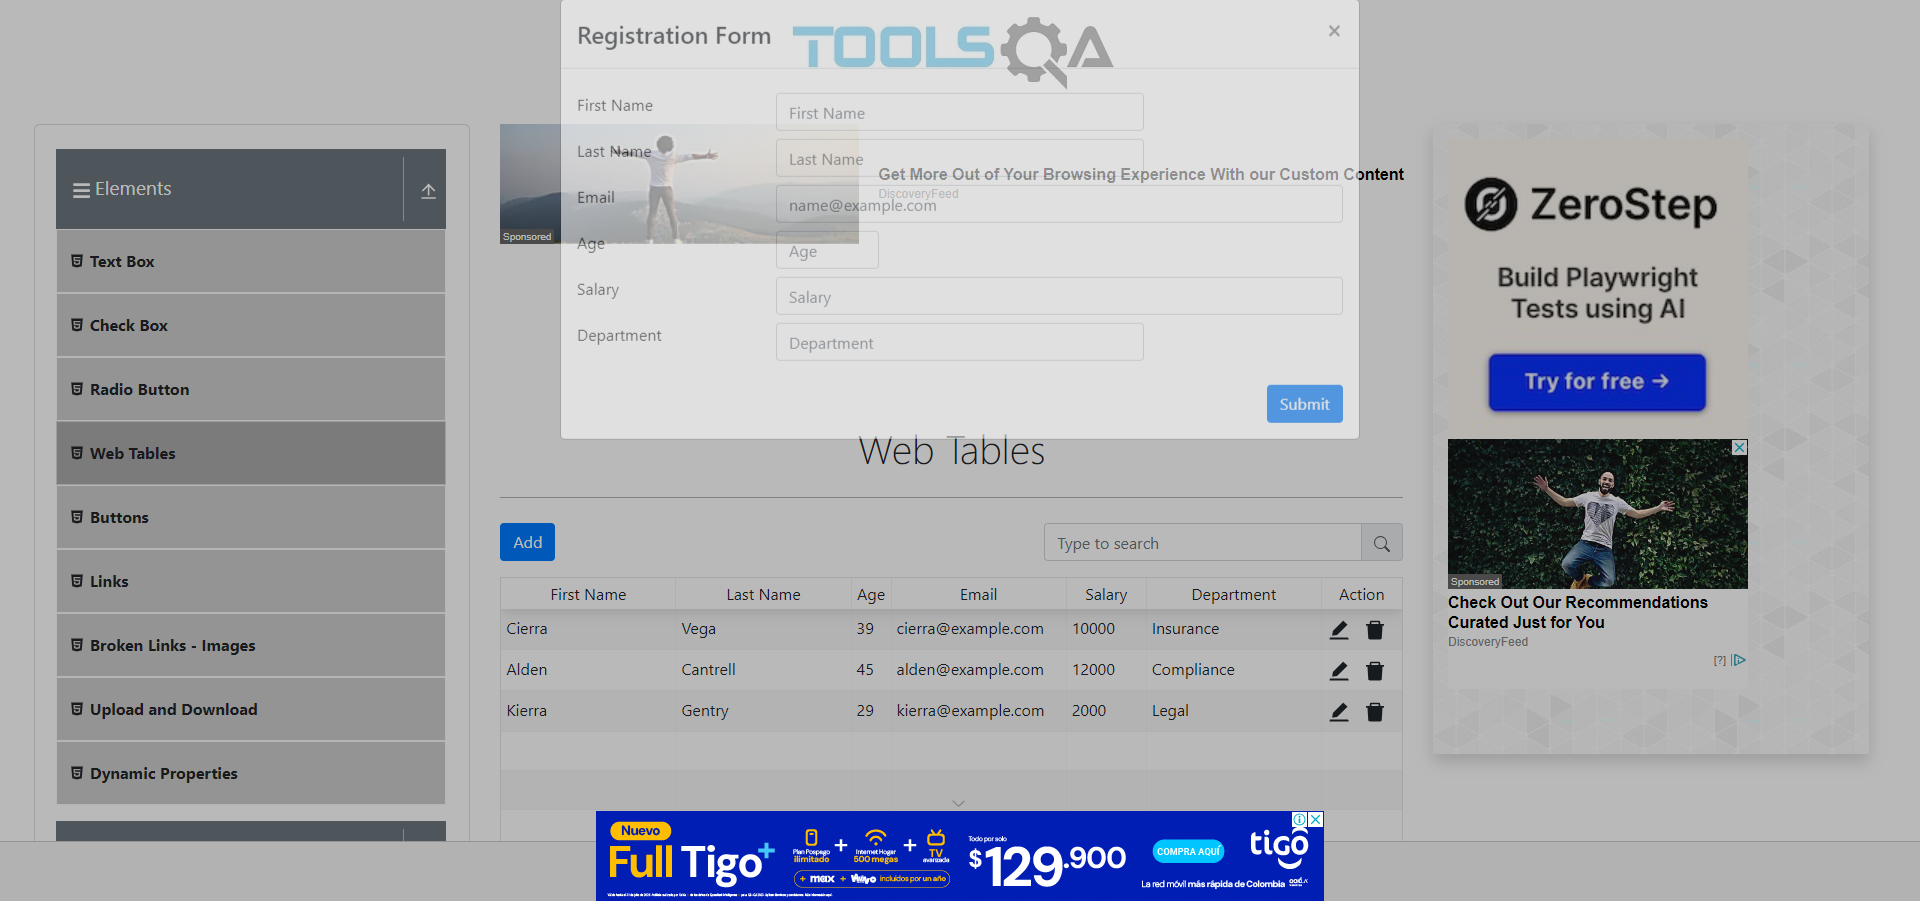 Registration Form
×
TOOLSQA
First Name
First Name
Last Name
Last Name
Get More Out of Your Browsing Experience With our Custom Content
DiscoveryFeed
Email
name@example.com
Sponsored
Age
Age
Salary
Salary
Department
Department
Submit
Elements
Text Box
Check Box
Radio Button
Web Tables
Buttons
Links
Broken Links - Images
Upload and Download
Dynamic Properties
Web Tables
Add
Type to search
First Name Last Name Age Email Salary Department Action
Cierra Vega 39 cierra@example.com 10000 Insurance
Alden Cantrell 45 alden@example.com 12000 Compliance
Kierra Gentry 29 kierra@example.com 2000 Legal
ZeroStep
Build Playwright
Tests using AI
Try for free →
Sponsored
Check Out Our Recommendations
Curated Just for You
DiscoveryFeed
[?]
Nuevo
Full Tigo+
Plan Pospago
ilimitado
+
Internet Hogar
500 megas
+
TV
avanzada
+ max + incluidos por un año
Todo por solo
$129.900
COMPRA AQUÍ
tigo
La red móvil más rápida de Colombia